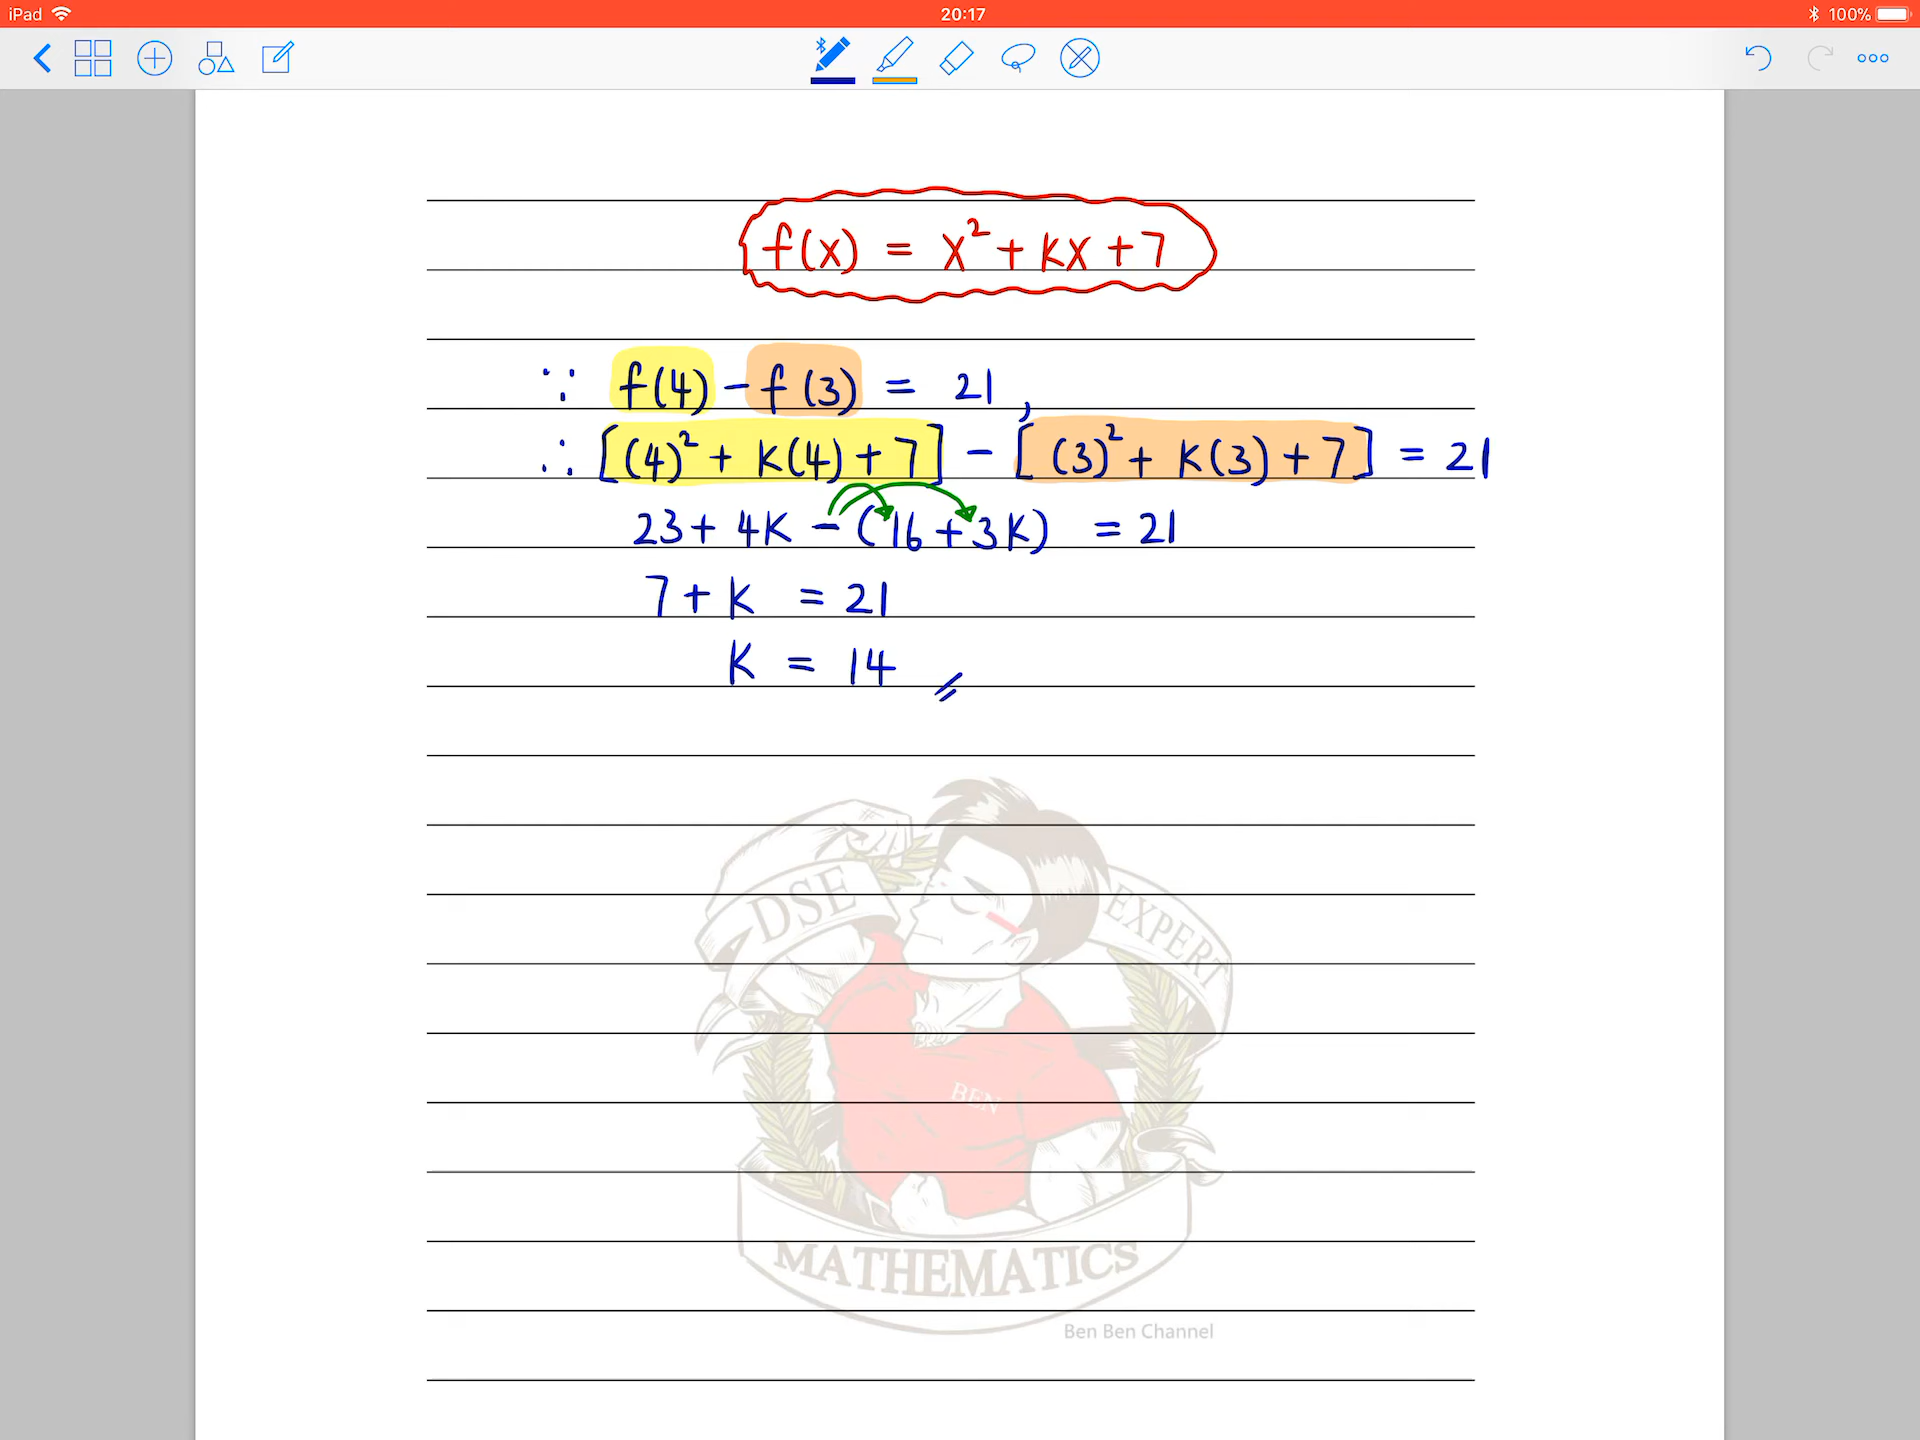 iPad 20:17 100%
f(x) = x² + kx + 7
∵ f(4) - f(3) = 21,
∴ [(4)² + k(4) + 7] - [(3)² + k(3) + 7] = 21
23 + 4k - (16 + 3k) = 21
7 + k = 21
k = 14
DSE EXPERT
BEN
MATHEMATICS
Ben Ben Channel